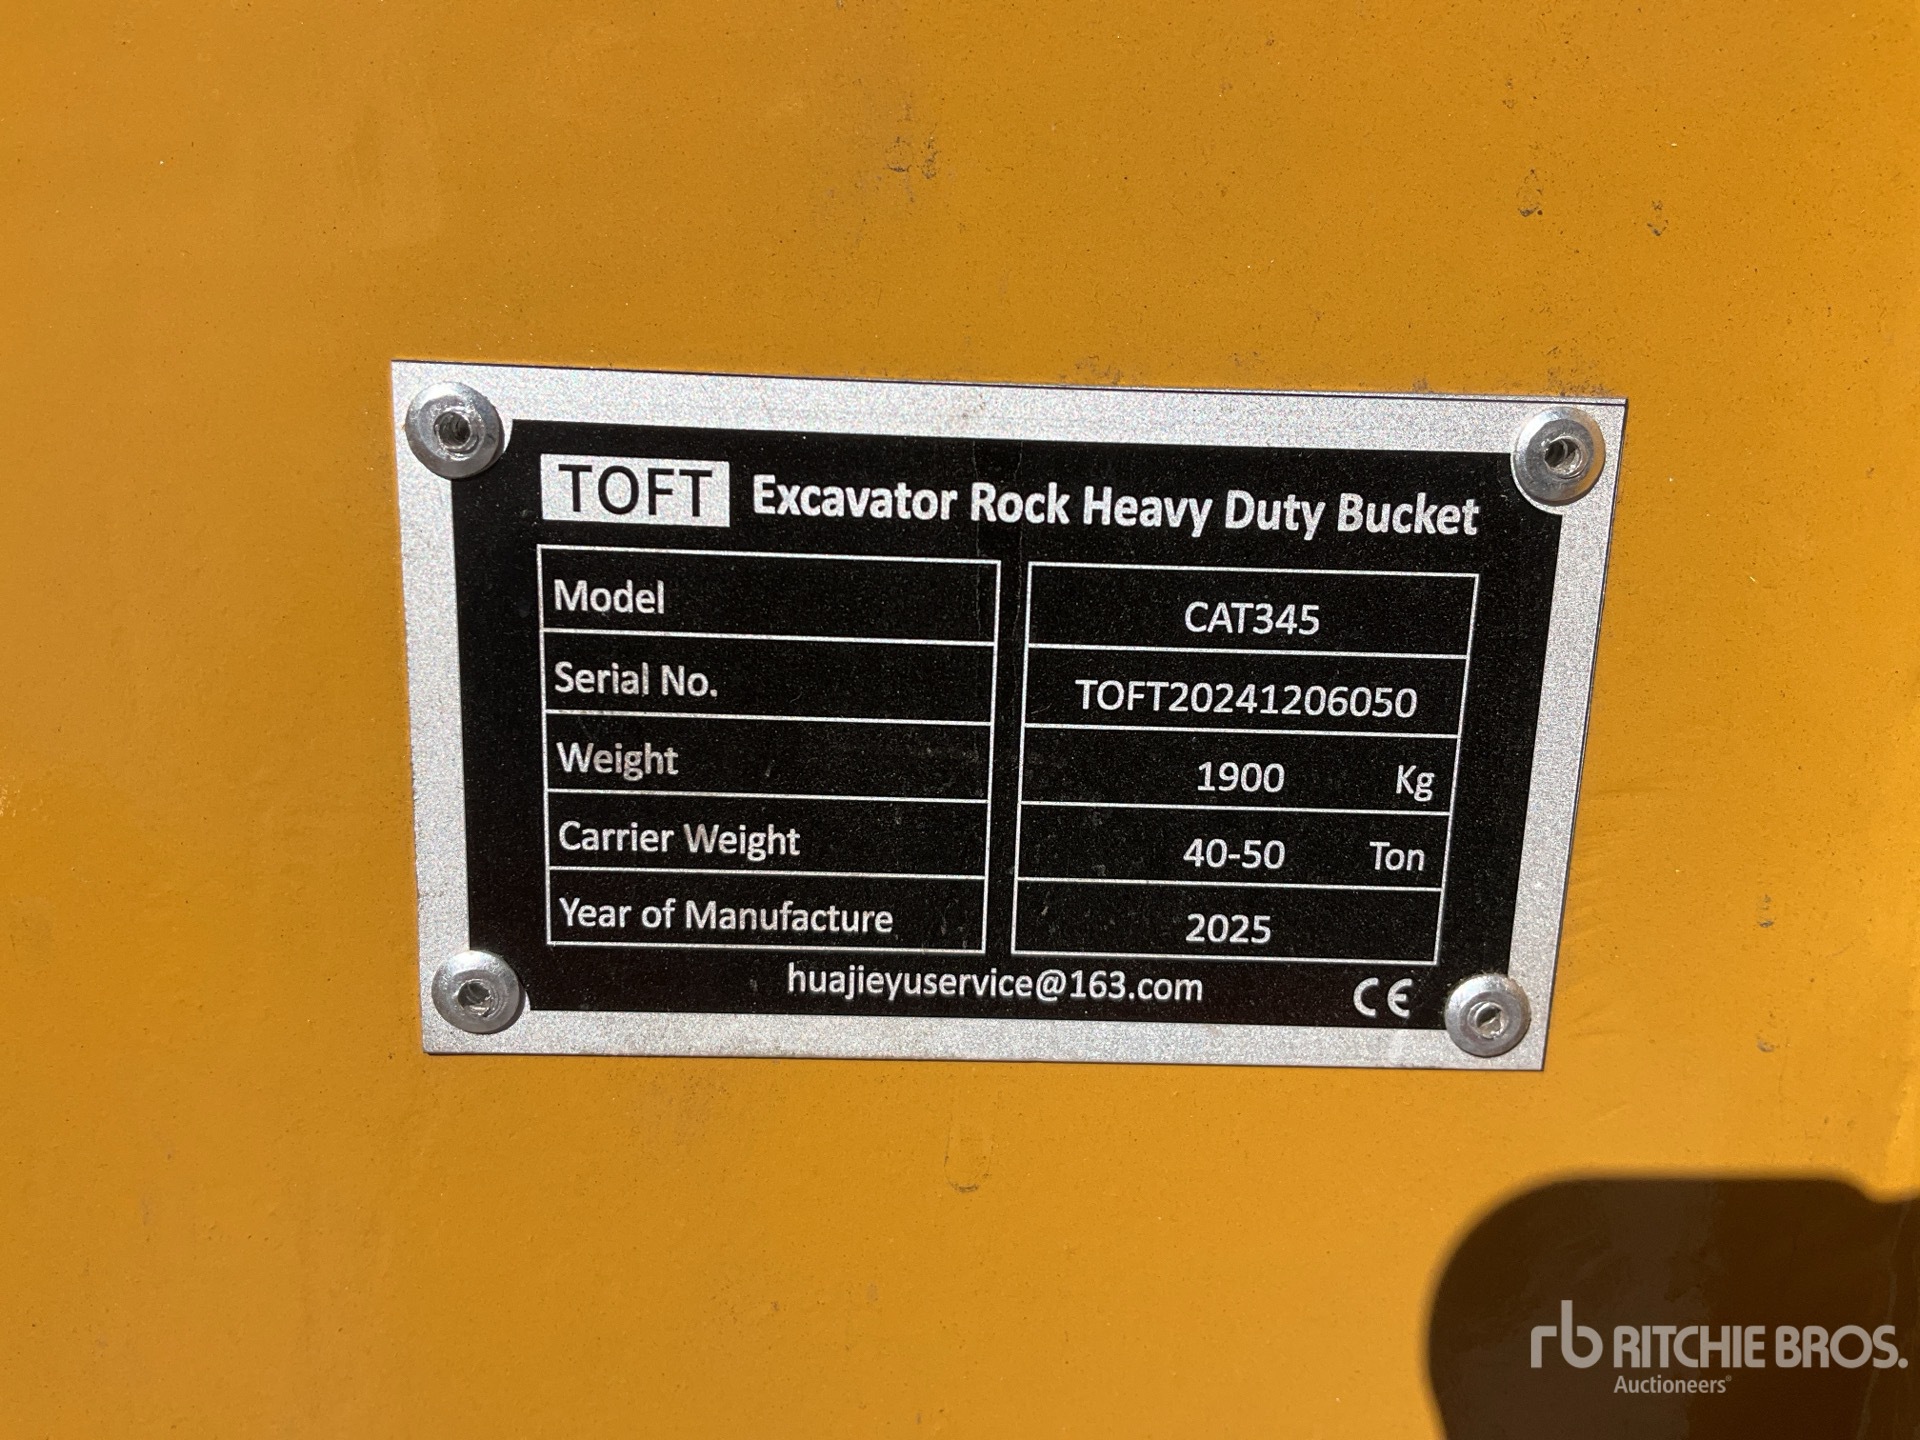 TOFT Excavator Rock Heavy Duty Bucket
Model CAT345
Serial No. TOFT20241206050
Weight 1900 Kg
Carrier Weight 40-50 Ton
Year of Manufacture 2025
huajieyuservice@163.com CE
rb RITCHIE BROS.
Auctioneers®